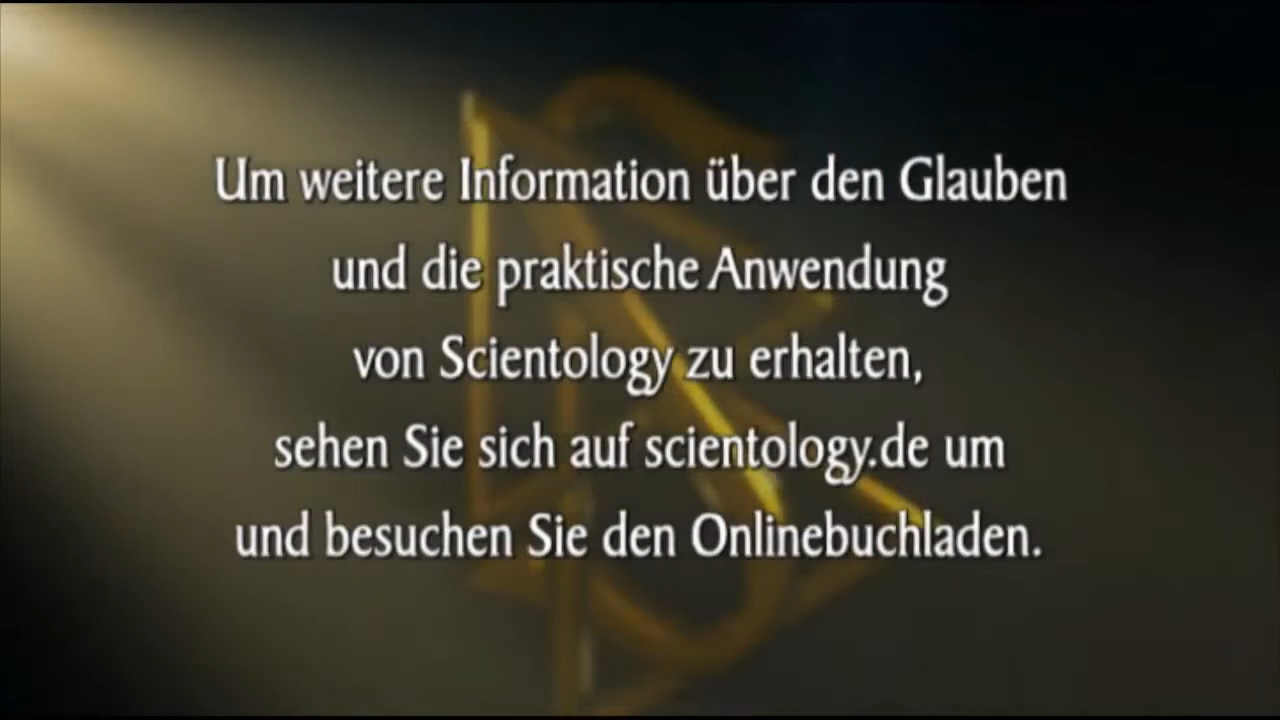 Um weitere Information über den Glauben
und die praktische Anwendung
von Scientology zu erhalten,
sehen Sie sich auf scientology.de um
und besuchen Sie den Onlinebuchladen.